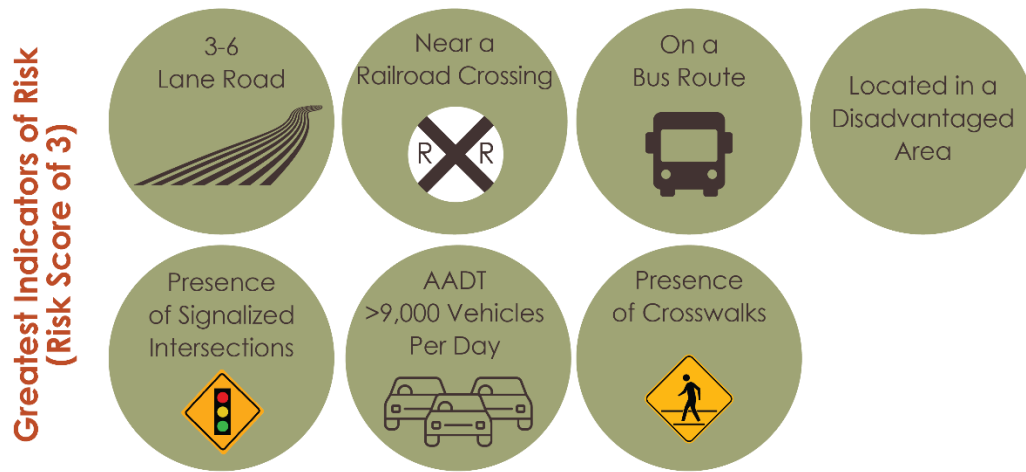 Greatest Indicators of Risk
(Risk Score of 3)
3-6
Lane Road
Near a
Railroad Crossing
R R
On a
Bus Route
Located in a
Disadvantaged
Area
Presence
of Signalized
Intersections
AADT
>9,000 Vehicles
Per Day
Presence
of Crosswalks